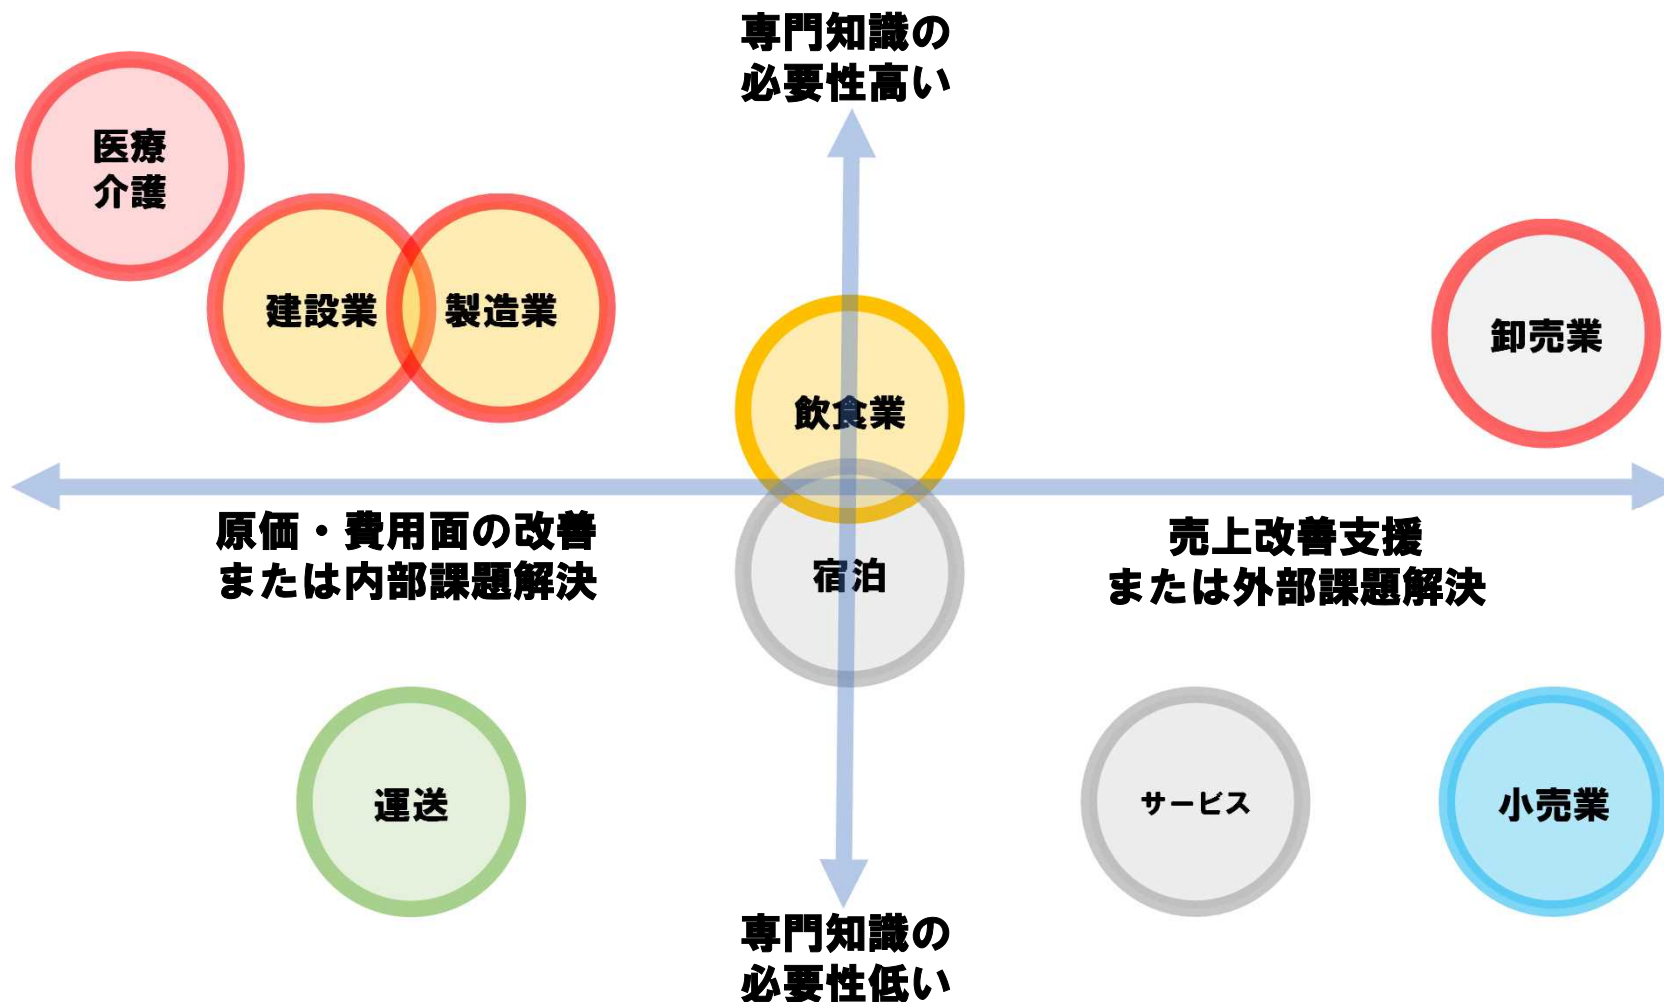 専門知識の
必要性高い
医療
介護
建設業
製造業
卸売業
飲食業
原価・費用面の改善
または内部課題解決
売上改善支援
または外部課題解決
宿泊
運送
サービス
小売業
専門知識の
必要性低い